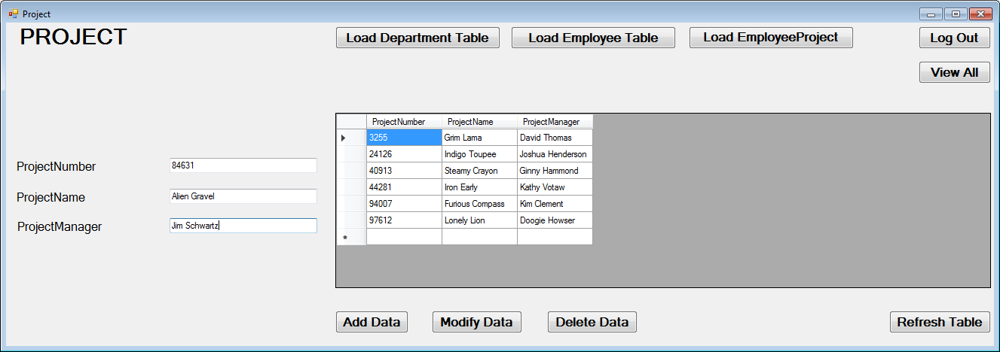 Project
PROJECT
Load Department Table Load Employee Table Load EmployeeProject Log Out
View All
ProjectNumber ProjectName ProjectManager
3255 Grim Lama David Thomas
24126 Indigo Toupee Joshua Henderson
40913 Steamy Crayon Ginny Hammond
44281 Iron Early Kathy Votaw
94007 Furious Compass Kim Clement
97612 Lonely Lion Doogie Howser
*
ProjectNumber 84631
ProjectName Alien Gravel
ProjectManager Jim Schwartz
Add Data Modify Data Delete Data Refresh Table